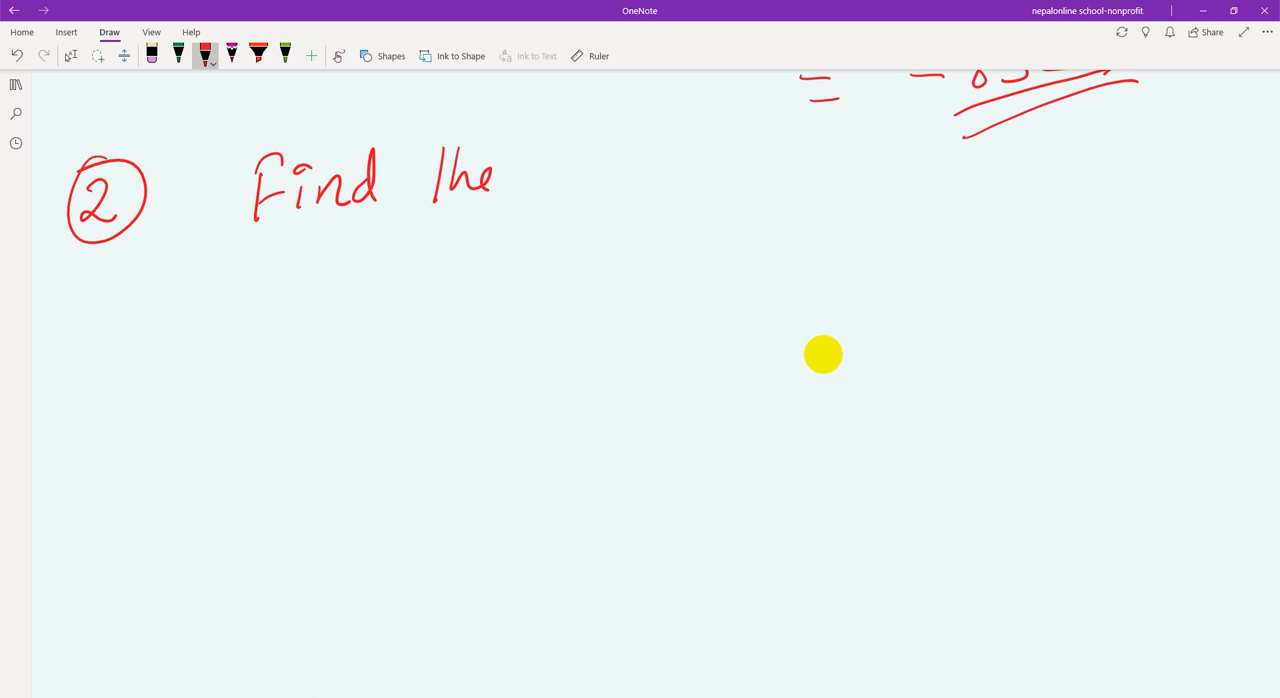 OneNote
nepalonline school-nonprofit
Home Insert Draw View Help
Share
Shapes Ink to Shape Ink to Text Ruler
=
2 Find the